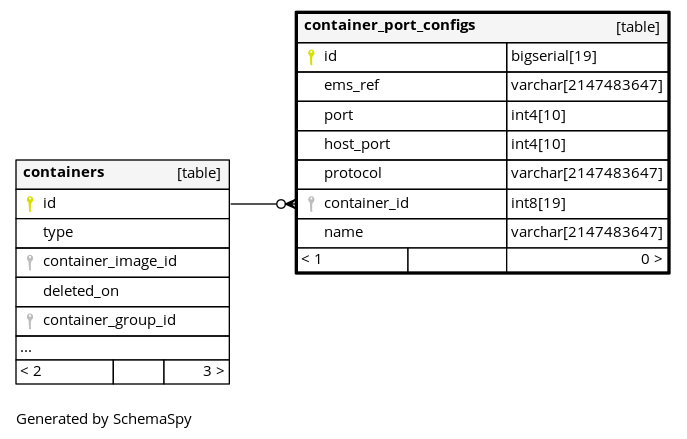 container_port_configs [table]
id bigserial[19]
ems_ref varchar[2147483647]
port int4[10]
host_port int4[10]
protocol varchar[2147483647]
container_id int8[19]
name varchar[2147483647]
< 1 0 >
containers [table]
id
type
container_image_id
deleted_on
container_group_id
...
< 2 3 >
Generated by SchemaSpy